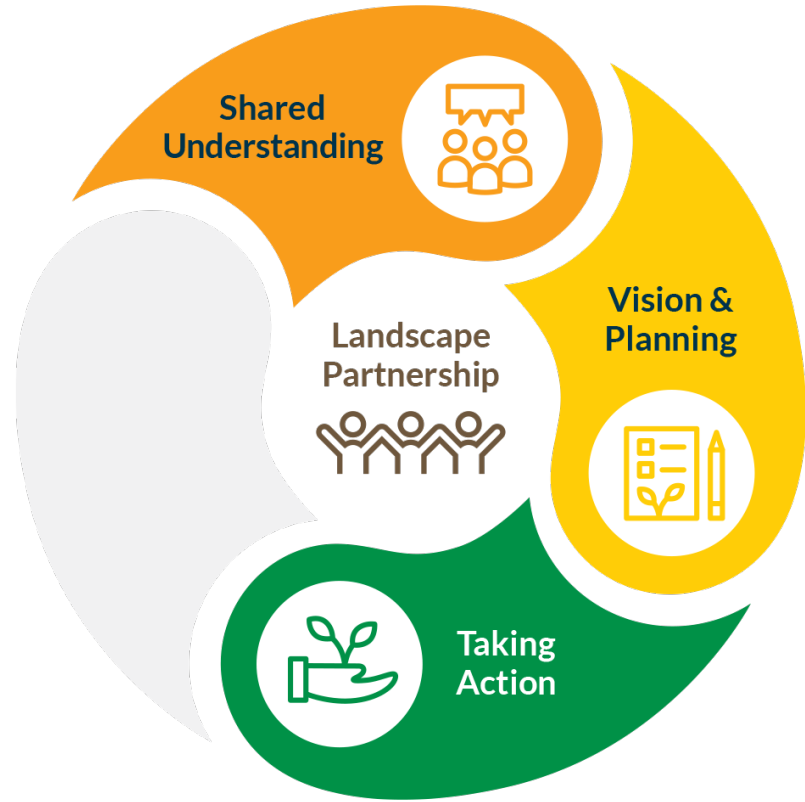 Shared
Understanding
Vision &
Planning
Landscape
Partnership
Taking
Action